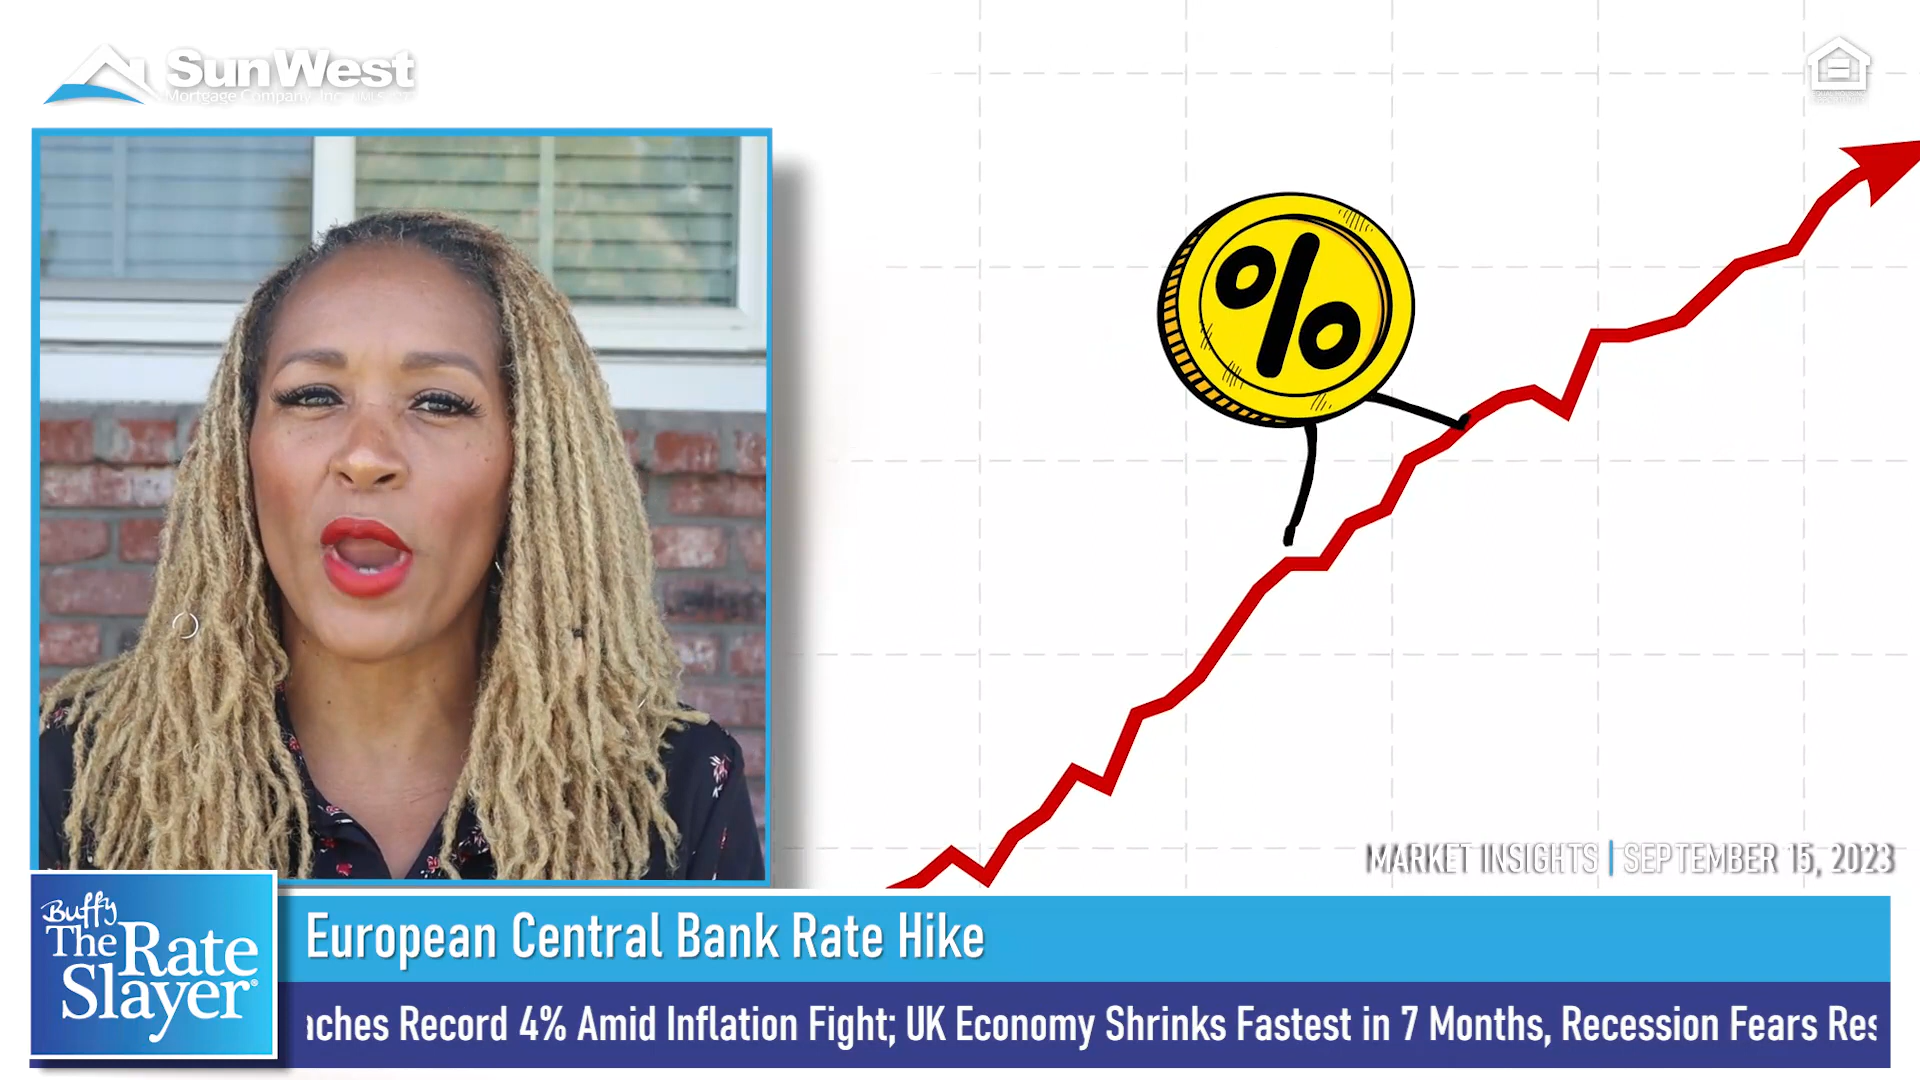 SunWest
Mortgage Company, Inc.
%
MARKET INSIGHTS | SEPTEMBER 15, 2023
Buffy
The Rate
Slayer®
European Central Bank Rate Hike
aches Record 4% Amid Inflation Fight; UK Economy Shrinks Fastest in 7 Months, Recession Fears Res